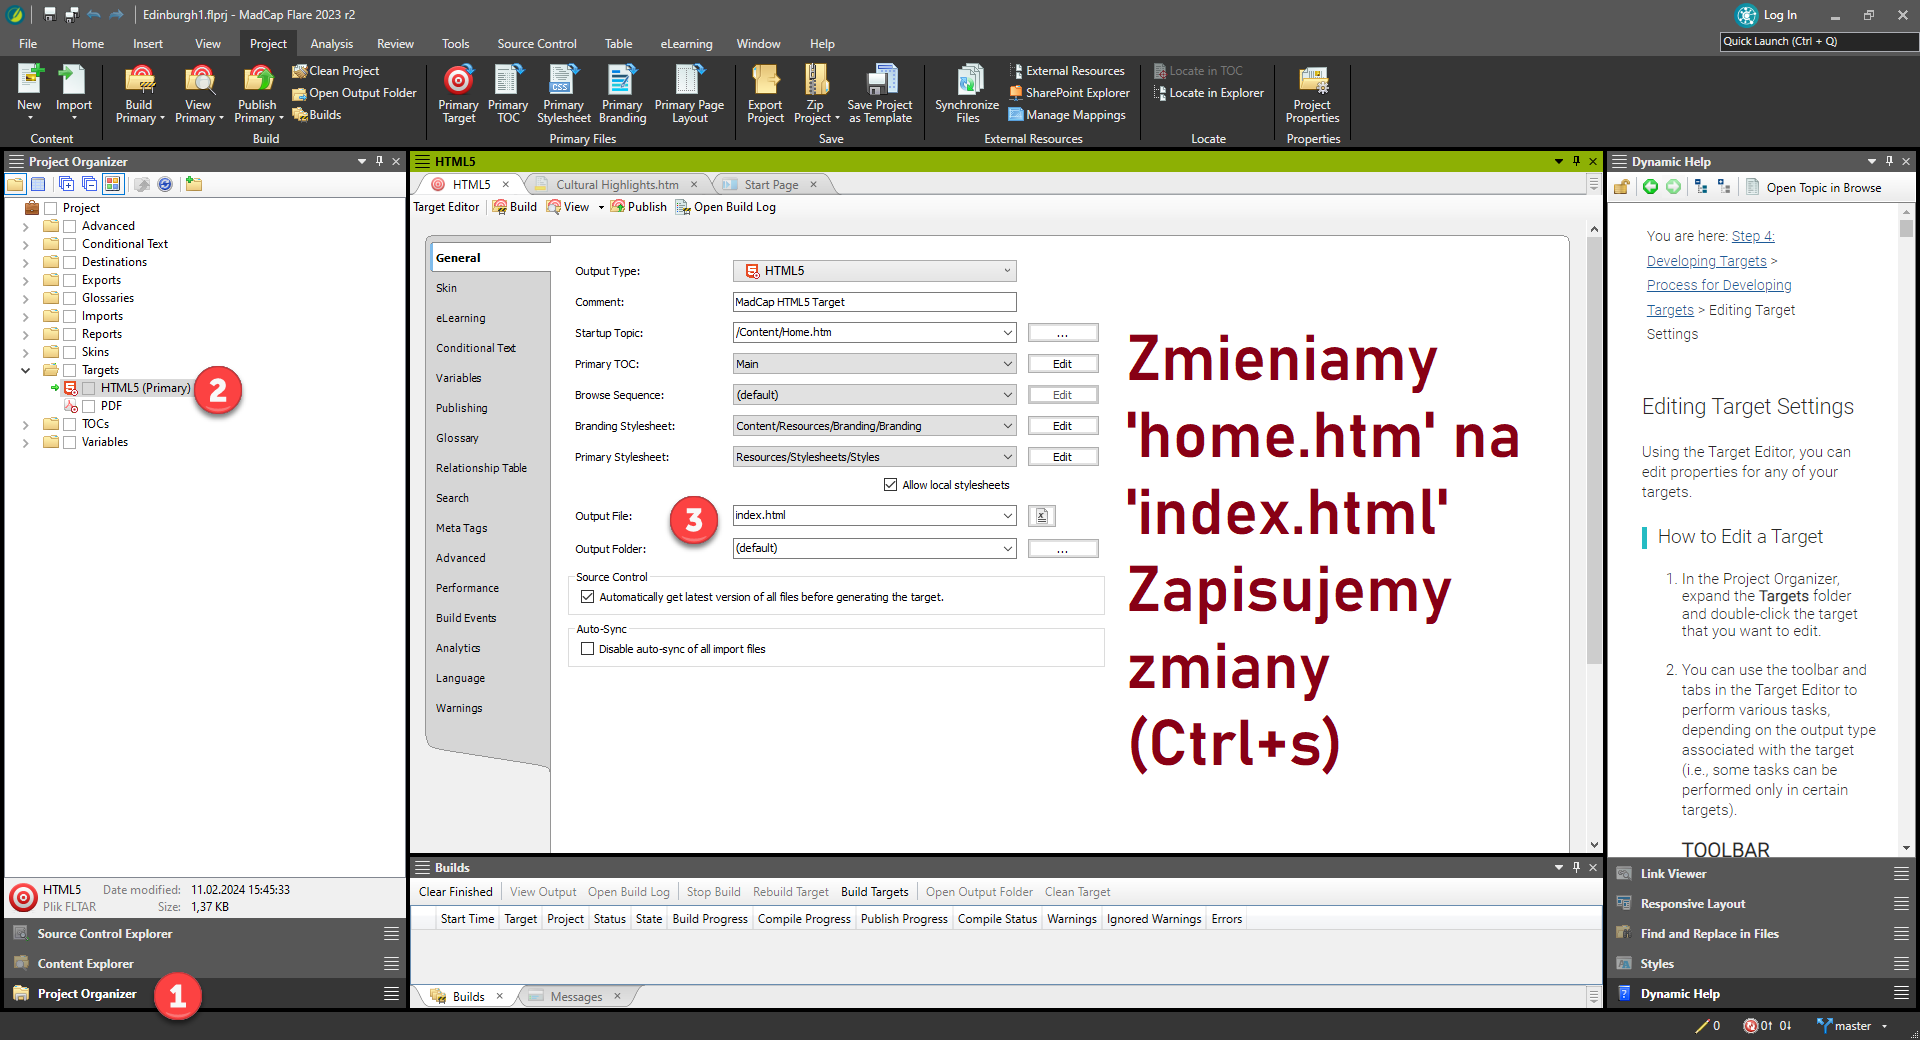 Edinburgh1.flprj - MadCap Flare 2023 r2
Log In
File Home Insert View Project Analysis Review Tools Source Control Table eLearning Window Help
Quick Launch (Ctrl + Q)
New
Import
Content
Build Primary
View Primary
Publish Primary
Clean Project
Open Output Folder
Builds
Build
Primary Target
Primary TOC
Primary Stylesheet
Primary Branding
Primary Page Layout
Primary Files
Export Project
Zip Project
Save Project as Template
Save
Synchronize Files
External Resources
SharePoint Explorer
Manage Mappings
External Resources
Locate in TOC
Locate in Explorer
Locate
Project Properties
Properties
Project Organizer
Project
Advanced
Conditional Text
Destinations
Exports
Glossaries
Imports
Reports
Skins
Targets
HTML5 (Primary)
2
PDF
TOCs
Variables
HTML5 Date modified: 11.02.2024 15:45:33
Plik FLTAR Size: 1,37 KB
Source Control Explorer
Content Explorer
Project Organizer
1
HTML5
HTML5 Cultural Highlights.htm Start Page
Target Editor Build View Publish Open Build Log
General
Skin
eLearning
Conditional Text
Variables
Publishing
Glossary
Relationship Table
Search
Meta Tags
Advanced
Performance
Build Events
Analytics
Language
Warnings
Output Type: HTML5
Comment: MadCap HTML5 Target
Startup Topic: /Content/Home.htm ...
Primary TOC: Main Edit
Browse Sequence: (default) Edit
Branding Stylesheet: Content/Resources/Branding/Branding Edit
Primary Stylesheet: Resources/Stylesheets/Styles Edit
Allow local stylesheets
Output File: 3 index.html
Output Folder: (default) ...
Source Control
Automatically get latest version of all files before generating the target.
Auto-Sync
Disable auto-sync of all import files
Zmieniamy
'home.htm' na
'index.html'
Zapisujemy
zmiany
(Ctrl+s)
Builds
Clear Finished View Output Open Build Log Stop Build Rebuild Target Build Targets Open Output Folder Clean Target
Start Time Target Project Status State Build Progress Compile Progress Publish Progress Compile Status Warnings Ignored Warnings Errors
Builds Messages
Dynamic Help
Open Topic in Browse
You are here: Step 4:
Developing Targets >
Process for Developing
Targets > Editing Target
Settings
Editing Target Settings
Using the Target Editor, you can
edit properties for any of your
targets.
How to Edit a Target
1. In the Project Organizer,
expand the Targets folder
and double-click the target
that you want to edit.
2. You can use the toolbar and
tabs in the Target Editor to
perform various tasks,
depending on the output type
associated with the target
(i.e., some tasks can be
performed only in certain
targets).
TOOLBAR
Link Viewer
Responsive Layout
Find and Replace in Files
Styles
Dynamic Help
0 0↑ 0↓ master